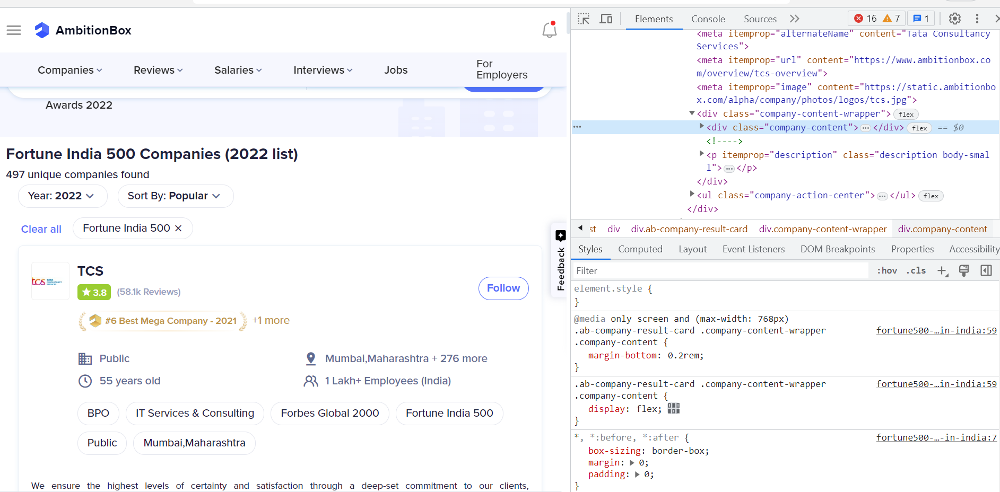 AmbitionBox
Companies
Reviews
Salaries
Interviews
Jobs
For
Employers
Awards 2022
Fortune India 500 Companies (2022 list)
497 unique companies found
Year: 2022
Sort By: Popular
Clear all
Fortune India 500 ×
Feedback
tcs TATA
CONSULTANCY
SERVICES
TCS
★ 3.8 (58.1k Reviews)
Follow
#6 Best Mega Company - 2021 +1 more
Public
Mumbai,Maharashtra + 276 more
55 years old
1 Lakh+ Employees (India)
BPO
IT Services & Consulting
Forbes Global 2000
Fortune India 500
Public
Mumbai,Maharashtra
We ensure the highest levels of certainty and satisfaction through a deep-set commitment to our clients,
Elements
Console
Sources
16
7
1
<meta itemprop="alternateName" content="Tata Consultancy
Services">
<meta itemprop="url" content="https://www.ambitionbox.co
m/overview/tcs-overview">
<meta itemprop="image" content="https://static.ambitionbo
x.com/alpha/company/photos/logos/tcs.jpg">
▼<div class="company-content-wrapper"> flex
… ▶<div class="company-content"> … </div> flex == $0
<!---->
▶<p itemprop="description" class="description body-smal
l"> … </p>
</div>
▶<ul class="company-action-center"> … </ul> flex
</div>
st div div.ab-company-result-card div.company-content-wrapper div.company-content
Styles
Computed
Layout
Event Listeners
DOM Breakpoints
Properties
Accessibility
Filter
:hov .cls
element.style {
}
@media only screen and (max-width: 768px)
.ab-company-result-card .company-content-wrapper fortune500-…in-india:59
.company-content {
margin-bottom: 0.2rem;
}
.ab-company-result-card .company-content-wrapper fortune500-…in-india:59
.company-content {
display: flex;
}
*, *:before, *:after { fortune500-…-in-india:7
box-sizing: border-box;
margin: ▶ 0;
padding: ▶ 0;
}